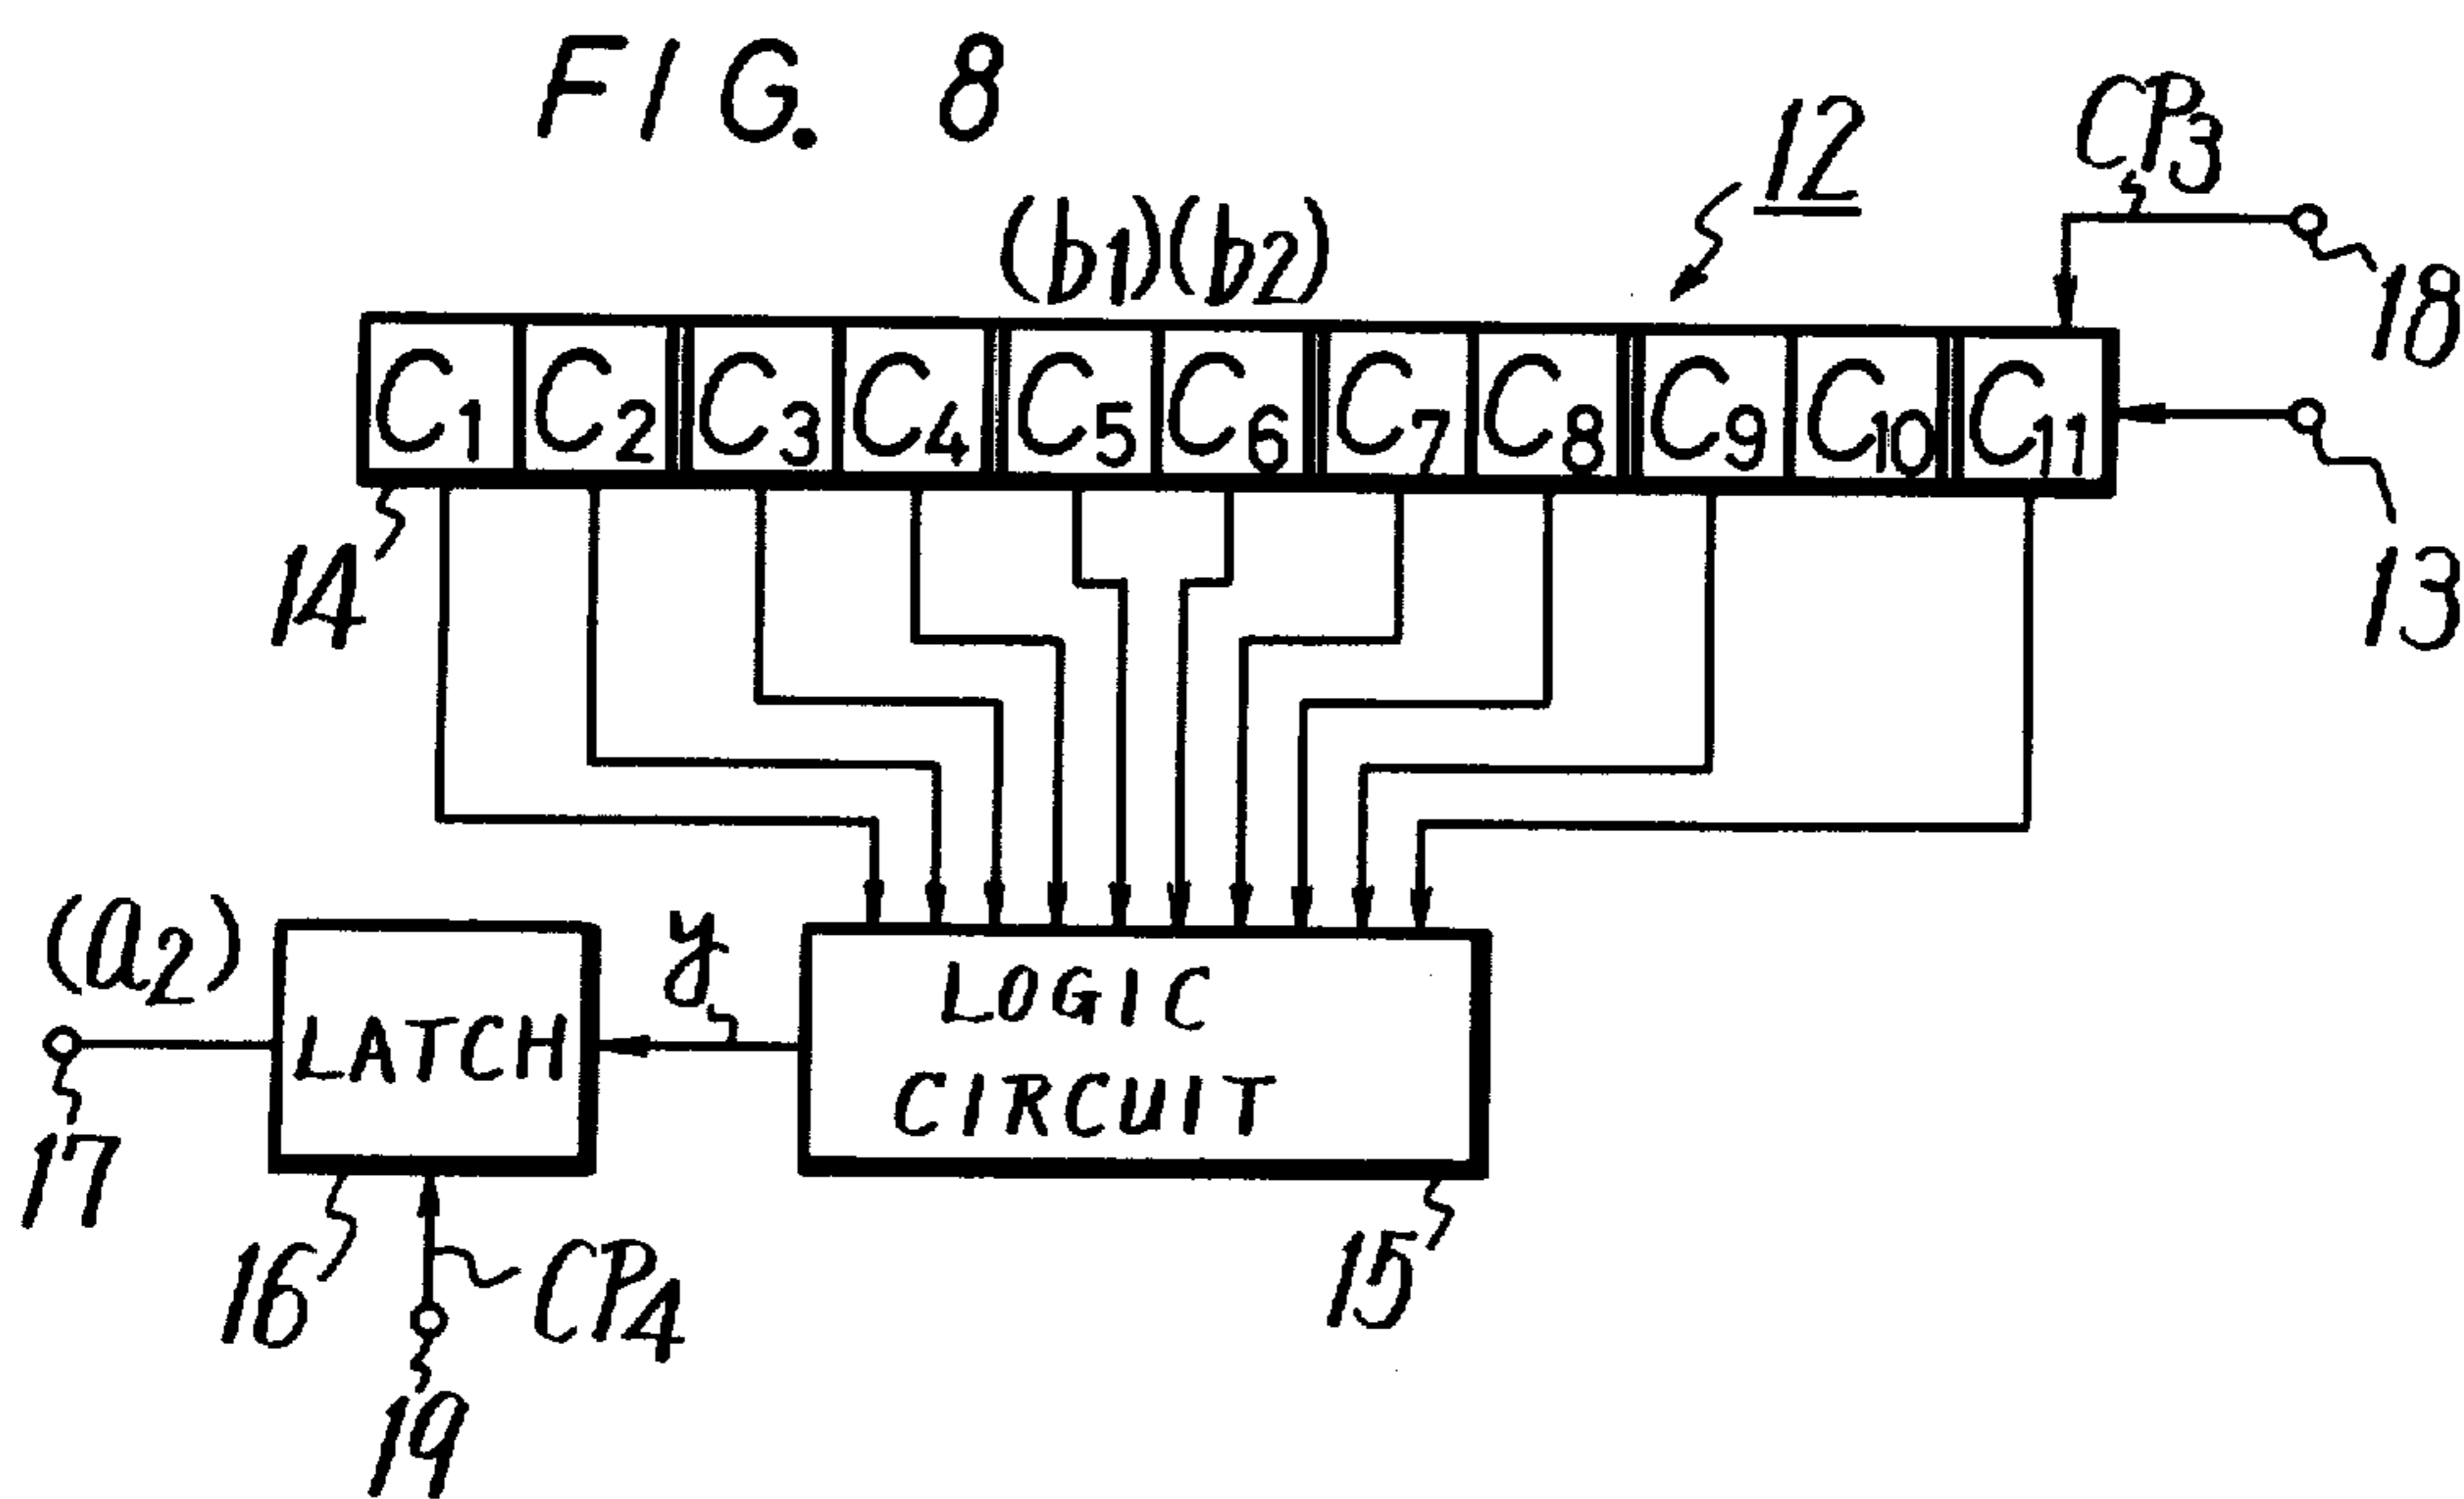 FIG. 8
CP3
12
(b1)(b2)
18
C1 C2 C3 C4 C5 C6 C7 C8 C9 C10 C11
14
13
(a2)
y
LATCH
LOGIC
CIRCUIT
17
16
CP4
15
19